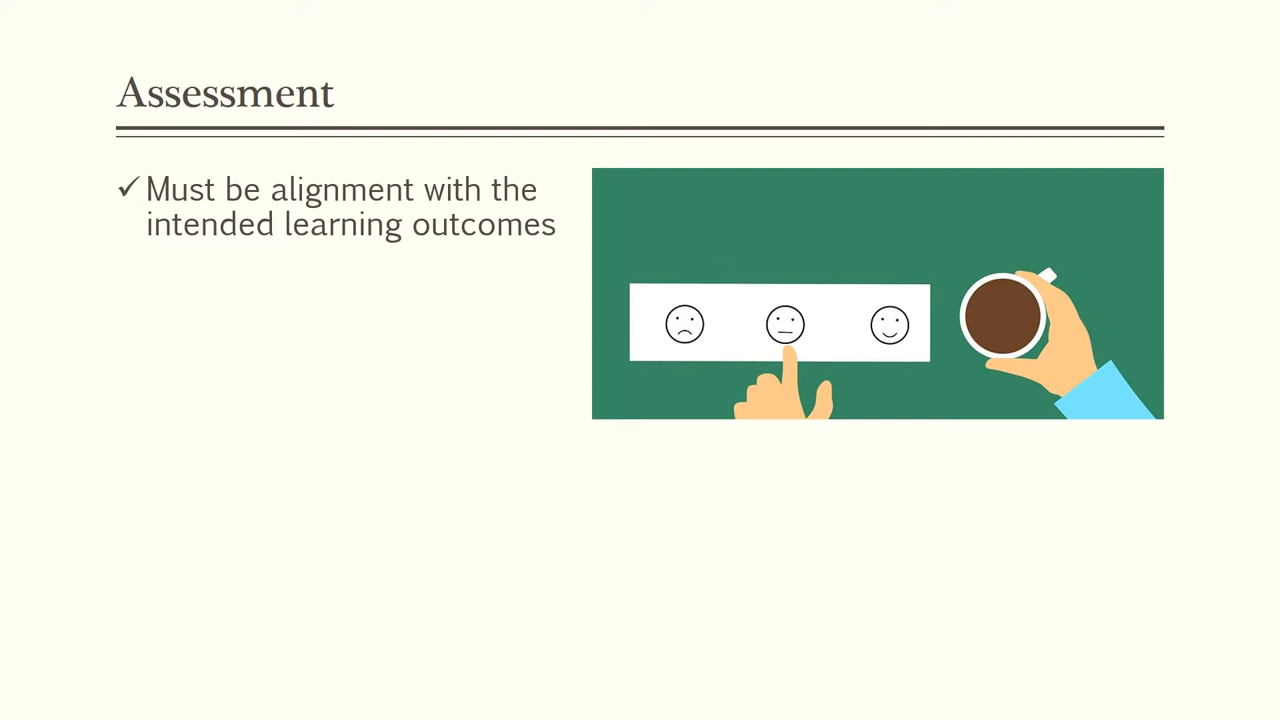 Assessment
✓ Must be alignment with the
intended learning outcomes